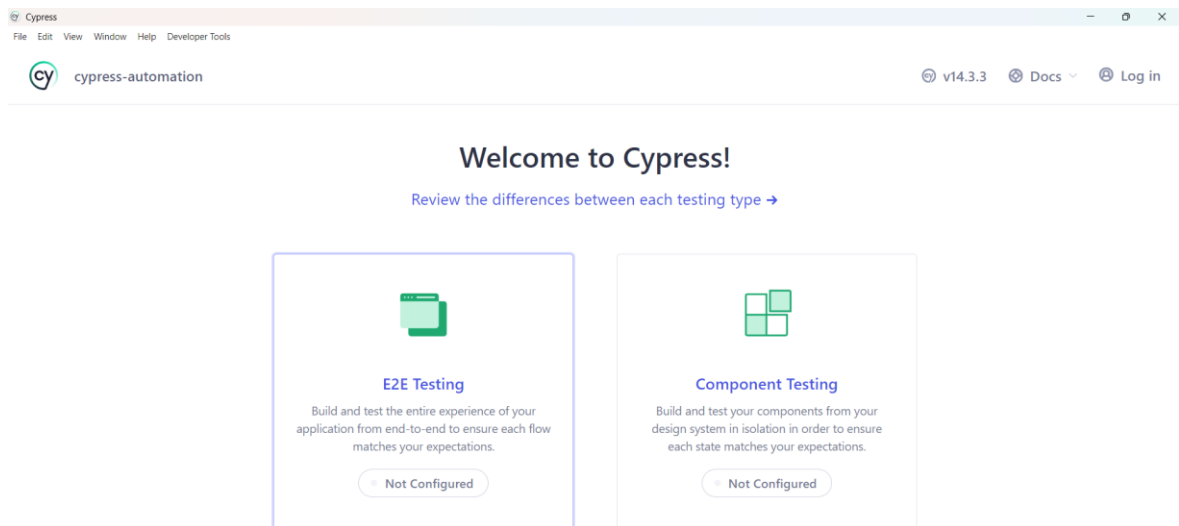 Cypress
File Edit View Window Help Developer Tools
cy cypress-automation
cy v14.3.3 Docs Log in
Welcome to Cypress!
Review the differences between each testing type →
E2E Testing
Build and test the entire experience of your
application from end-to-end to ensure each flow
matches your expectations.
Not Configured
Component Testing
Build and test your components from your
design system in isolation in order to ensure
each state matches your expectations.
Not Configured